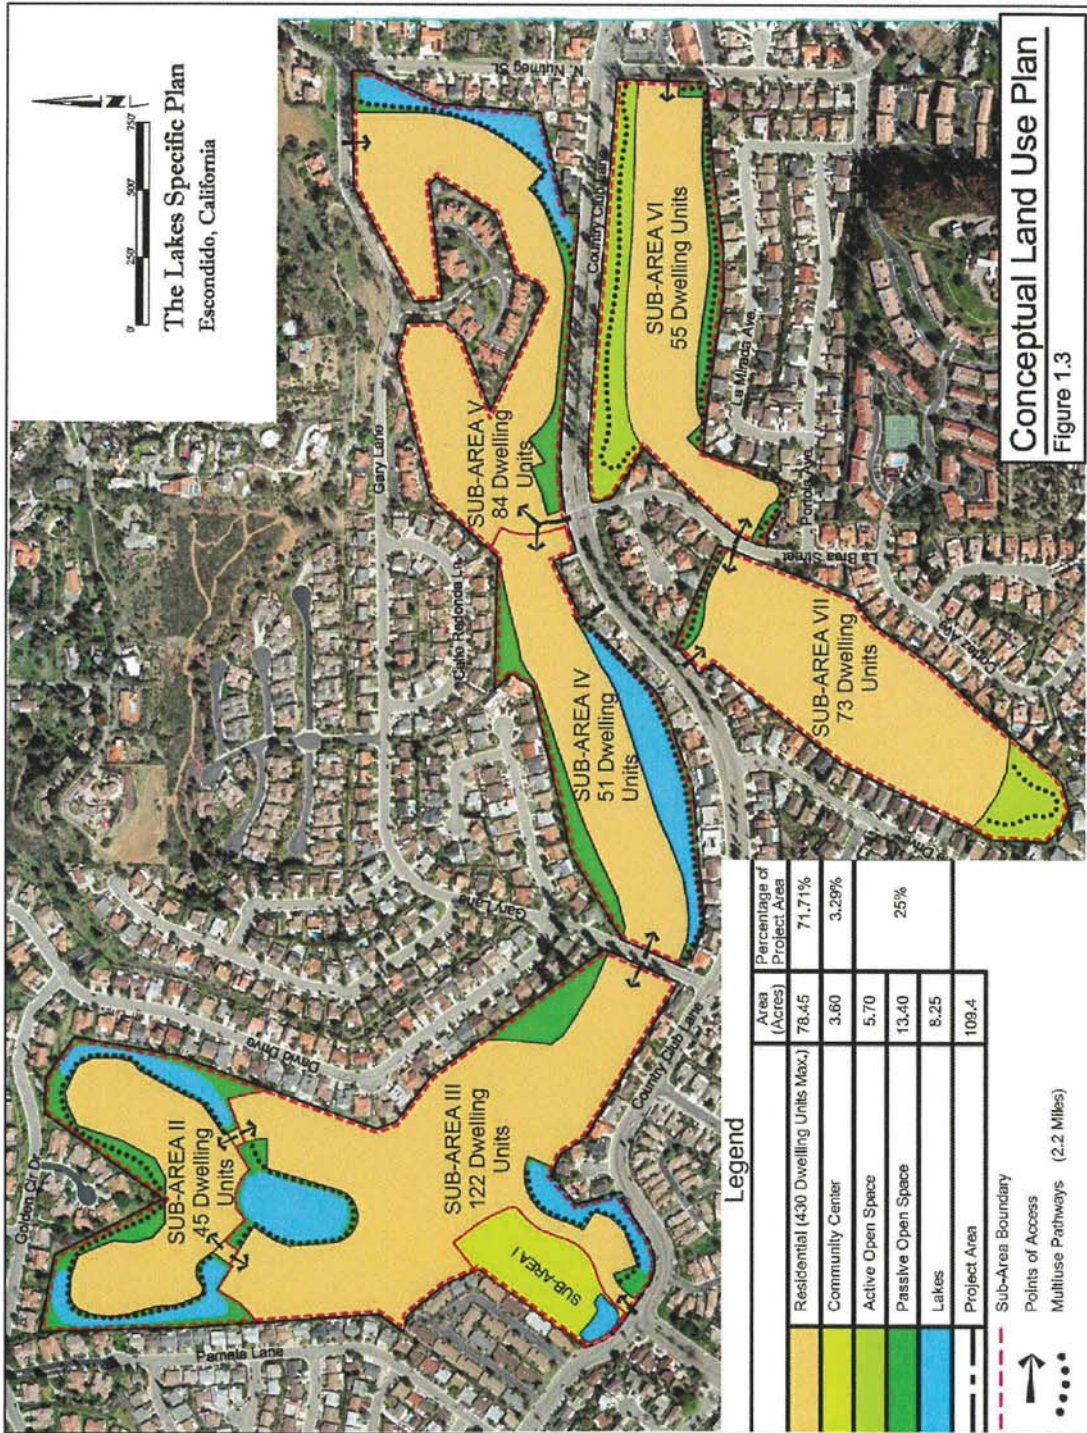 The Lakes Specific Plan
Escondido, California
0'
250'
500'
750'
N
Conceptual Land Use Plan
Figure 1.3
Golden Cir Dr.
David Drive
Pamela Lane
Gary Lane
Gary Lane
Calle Redonda Ln.
Country Club Lane
Country Club Lane
N. Nutmeg St.
La Mirada Ave.
Portola Ave.
La Brea Street
Cortez Ave.
Drive
SUB-AREA I
SUB-AREA II
45 Dwelling
Units
SUB-AREA III
122 Dwelling
Units
SUB-AREA IV
51 Dwelling
Units
SUB-AREA V
84 Dwelling
Units
SUB-AREA VI
55 Dwelling Units
SUB-AREA VII
73 Dwelling
Units
Legend
Area
(Acres)
Percentage of
Project Area
Residential (430 Dwelling Units Max.) 78.45 71.71%
Community Center 3.60 3.29%
Active Open Space 5.70
Passive Open Space 13.40 25%
Lakes 8.25
Project Area 109.4
Sub-Area Boundary
Points of Access
Multiuse Pathways (2.2 Miles)